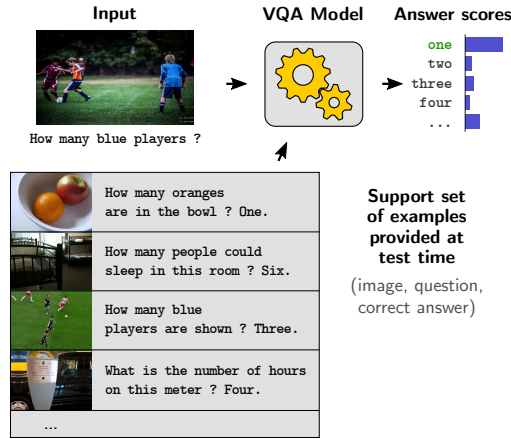 Input
VQA Model
Answer scores
How many blue players ?
one
two
three
four
...
How many oranges
are in the bowl ? One.
How many people could
sleep in this room ? Six.
How many blue
players are shown ? Three.
What is the number of hours
on this meter ? Four.
...
Support set
of examples
provided at
test time
(image, question,
correct answer)